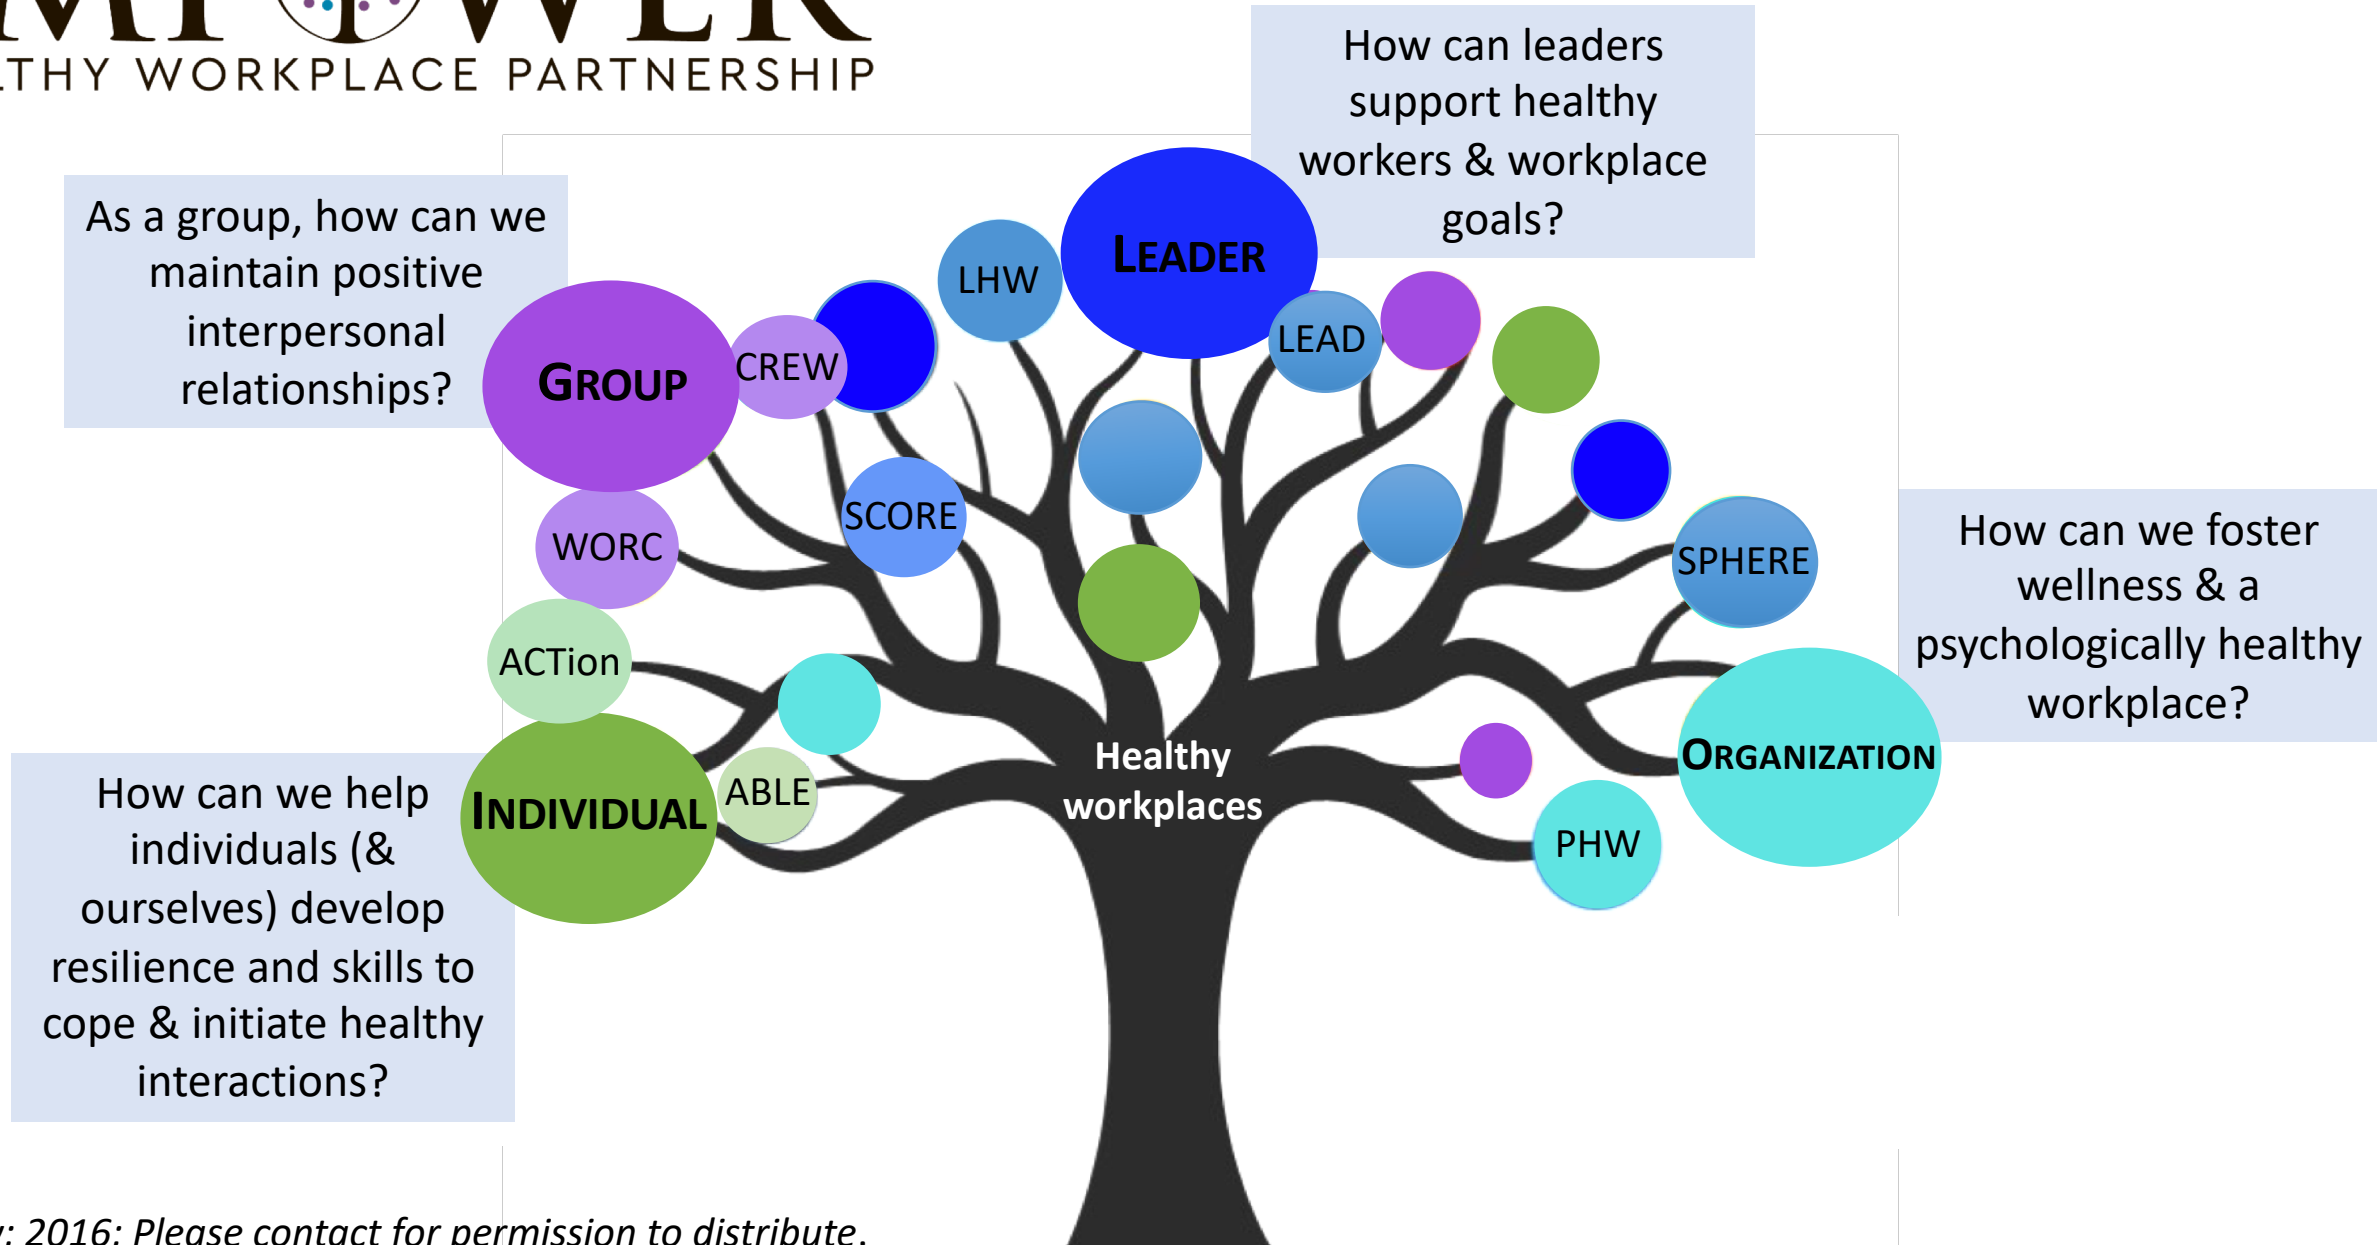 THY WORKPLACE PARTNERSHIP
How can leaders
support healthy
workers & workplace
goals?
As a group, how can we
maintain positive
interpersonal
relationships?
LEADER
LHW
LEAD
GROUP
CREW
SCORE
WORC
SPHERE
How can we foster
wellness & a
psychologically healthy
workplace?
ACTion
ORGANIZATION
Healthy
workplaces
INDIVIDUAL
ABLE
PHW
How can we help
individuals (&
ourselves) develop
resilience and skills to
cope & initiate healthy
interactions?
; 2016; Please contact for permission to distribute.